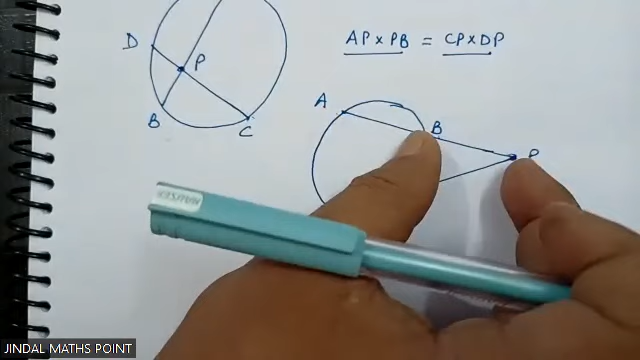 D
P
AP×PB = CP×DP
B
C
A
B
P
JINDAL MATHS POINT